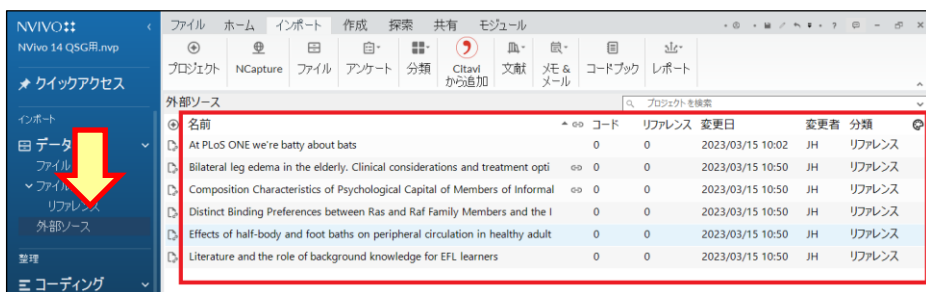 NVIVO
NVivo 14 QSG用.nvp
クイックアクセス
インポート
データ
ファイル
ファイル
リファレンス
外部ソース
整理
コーディング
ファイル ホーム インポート 作成 探索 共有 モジュール
プロジェクト NCapture ファイル アンケート 分類 Citavi から追加 文献 メモ & メール コードブック レポート
外部ソース
プロジェクトを検索
名前 コード リファレンス 変更日 変更者 分類
At PLoS ONE we're batty about bats 0 0 2023/03/15 10:02 JH リファレンス
Bilateral leg edema in the elderly. Clinical considerations and treatment opti 0 0 2023/03/15 10:50 JH リファレンス
Composition Characteristics of Psychological Capital of Members of Informal 0 0 2023/03/15 10:50 JH リファレンス
Distinct Binding Preferences between Ras and Raf Family Members and the I 0 0 2023/03/15 10:50 JH リファレンス
Effects of half-body and foot baths on peripheral circulation in healthy adult 0 0 2023/03/15 10:50 JH リファレンス
Literature and the role of background knowledge for EFL learners 0 0 2023/03/15 10:50 JH リファレンス